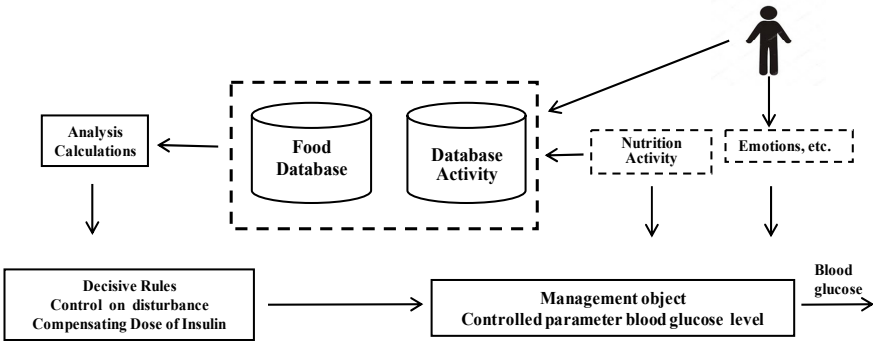 Analysis
Calculations
Food
Database
Database
Activity
Nutrition
Activity
Emotions, etc.
Decisive Rules
Control on disturbance
Compensating Dose of Insulin
Management object
Controlled parameter blood glucose level
Blood
glucose